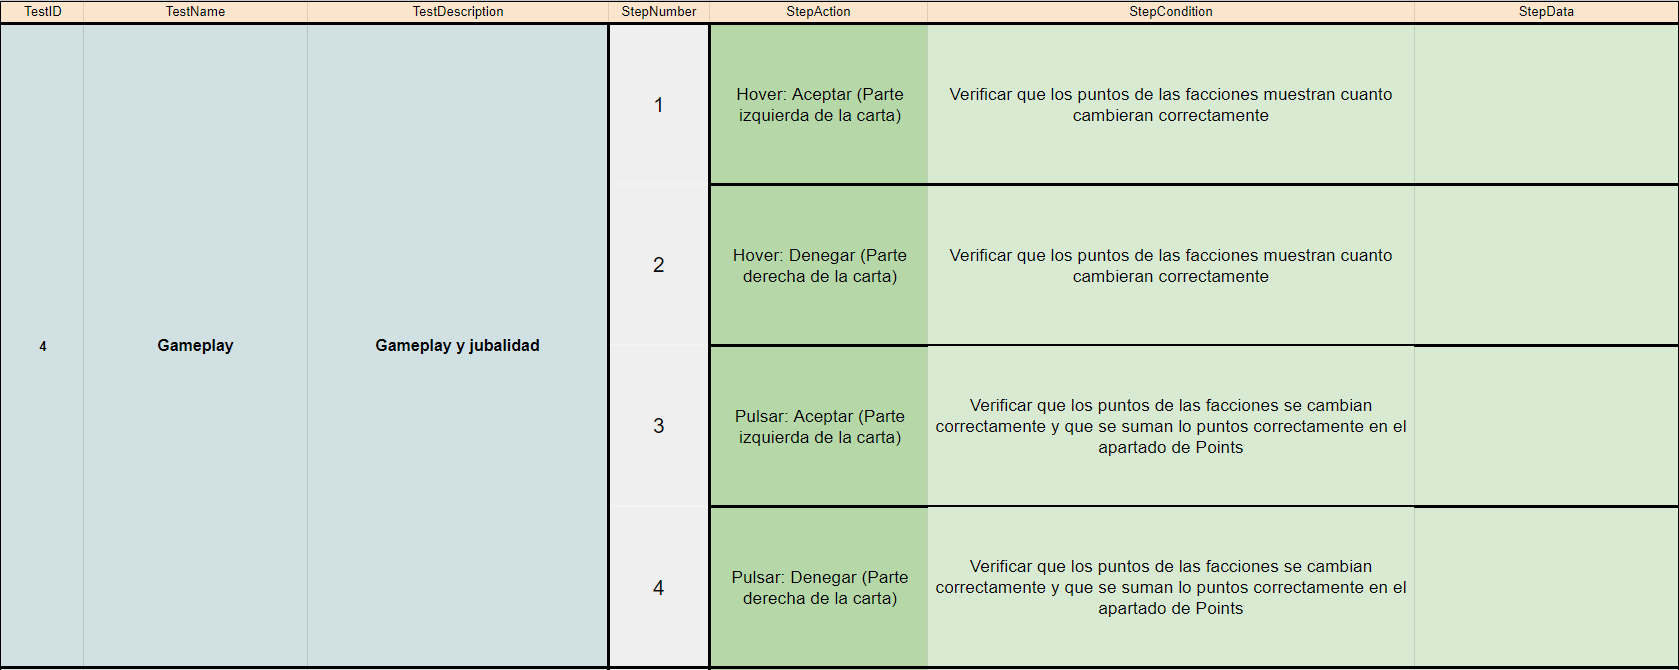 TestID TestName TestDescription StepNumber StepAction StepCondition StepData
4 Gameplay Gameplay y jubalidad
1
Hover: Aceptar (Parte
izquierda de la carta)
Verificar que los puntos de las facciones muestran cuanto
cambieran correctamente
2
Hover: Denegar (Parte
derecha de la carta)
Verificar que los puntos de las facciones muestran cuanto
cambieran correctamente
3
Pulsar: Aceptar (Parte
izquierda de la carta)
Verificar que los puntos de las facciones se cambian
correctamente y que se suman lo puntos correctamente en el
apartado de Points
4
Pulsar: Denegar (Parte
derecha de la carta)
Verificar que los puntos de las facciones se cambian
correctamente y que se suman lo puntos correctamente en el
apartado de Points